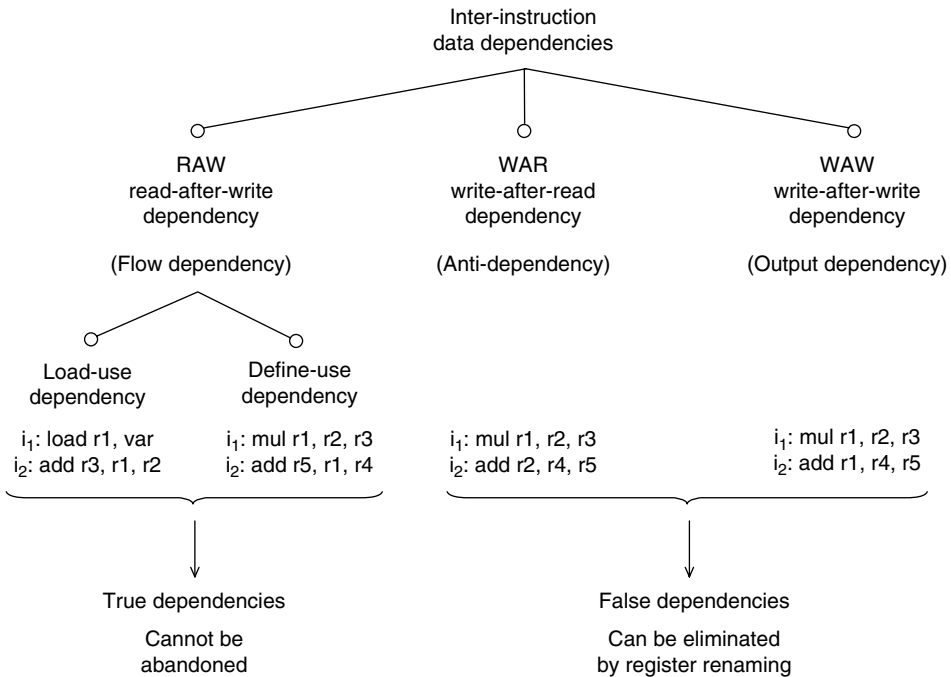 Inter-instruction
data dependencies
RAW
read-after-write
dependency
(Flow dependency)
WAR
write-after-read
dependency
(Anti-dependency)
WAW
write-after-write
dependency
(Output dependency)
Load-use
dependency
i₁: load r1, var
i₂: add r3, r1, r2
Define-use
dependency
i₁: mul r1, r2, r3
i₂: add r5, r1, r4
i₁: mul r1, r2, r3
i₂: add r2, r4, r5
i₁: mul r1, r2, r3
i₂: add r1, r4, r5
True dependencies
Cannot be
abandoned
False dependencies
Can be eliminated
by register renaming